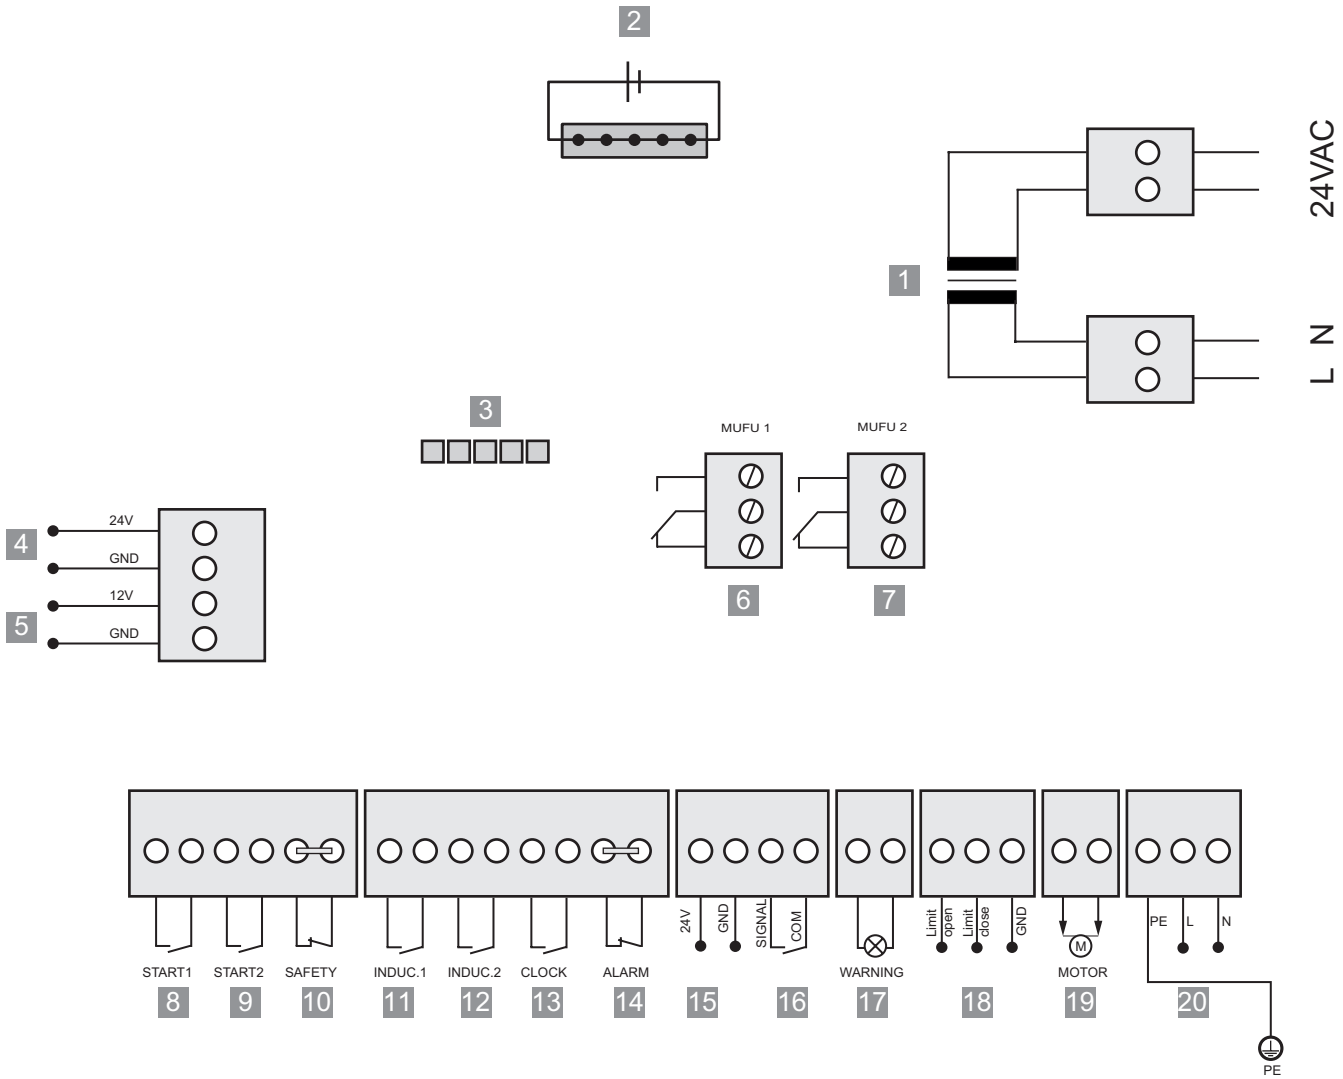 2
24VAC
1
L N
3
MUFU 1
MUFU 2
4
24V
GND
5
12V
GND
6
7
24V
GND
SIGNAL
COM
Limit
open
Limit
close
GND
M
PE
L
N
START1
START2
SAFETY
INDUC.1
INDUC.2
CLOCK
ALARM
WARNING
MOTOR
8
9
10
11
12
13
14
15
16
17
18
19
20
PE